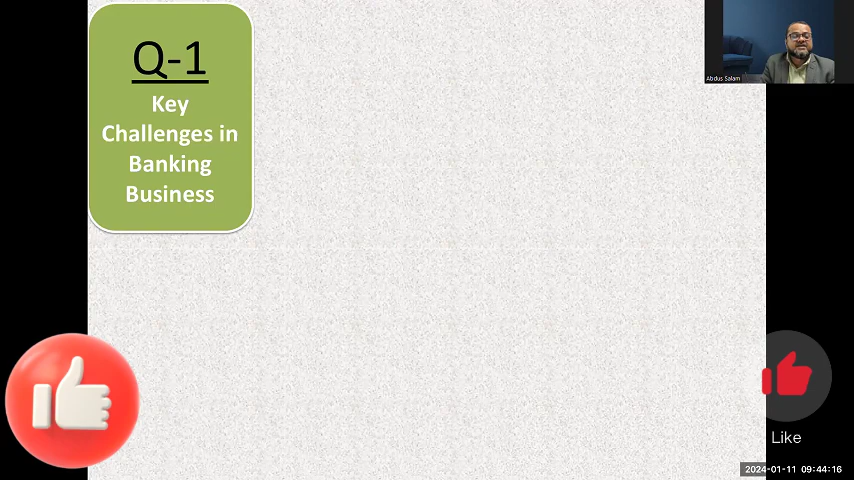 Q-1
Key
Challenges in
Banking
Business
Abdus Salam
Like
2024-01-11 09:44:16